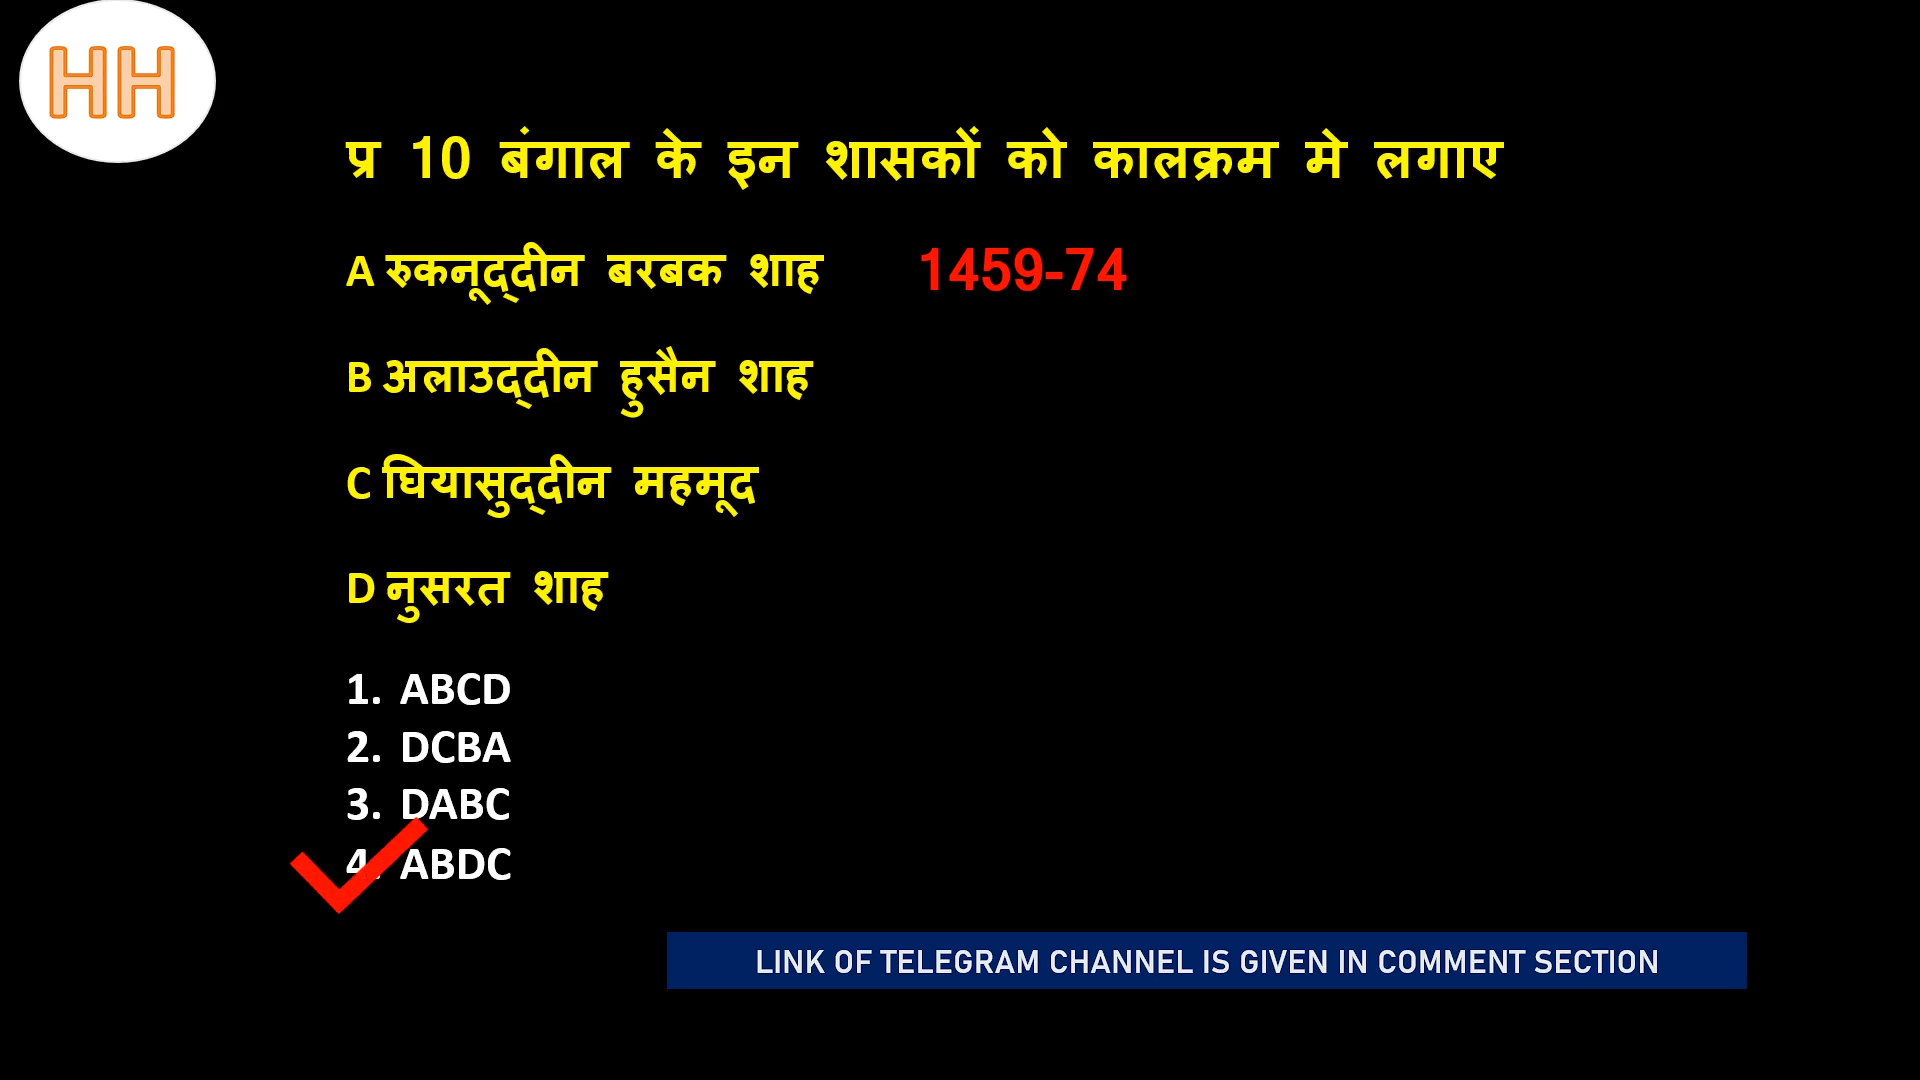 HH
प्र 10 बंगाल के इन शासकों को कालक्रम मे लगाए
A रुकनूद्दीन बरबक शाह 1459-74
B अलाउद्दीन हुसैन शाह
C घियासुद्दीन महमूद
D नुसरत शाह
1. ABCD
2. DCBA
3. DABC
4. ABDC
LINK OF TELEGRAM CHANNEL IS GIVEN IN COMMENT SECTION